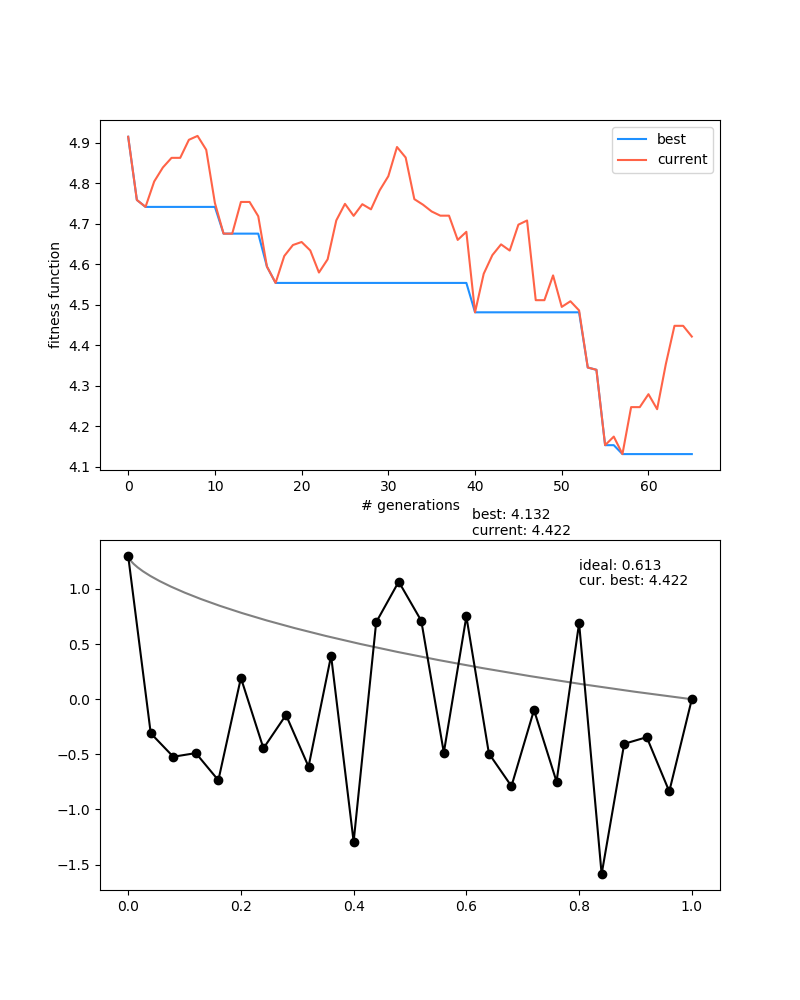 4.9
4.8
4.7
4.6
4.5
4.4
4.3
4.2
4.1
fitness function
best
current
0 10 20 30 40 50 60
# generations
best: 4.132
current: 4.422
ideal: 0.613
cur. best: 4.422
1.0
0.5
0.0
−0.5
−1.0
−1.5
0.0 0.2 0.4 0.6 0.8 1.0